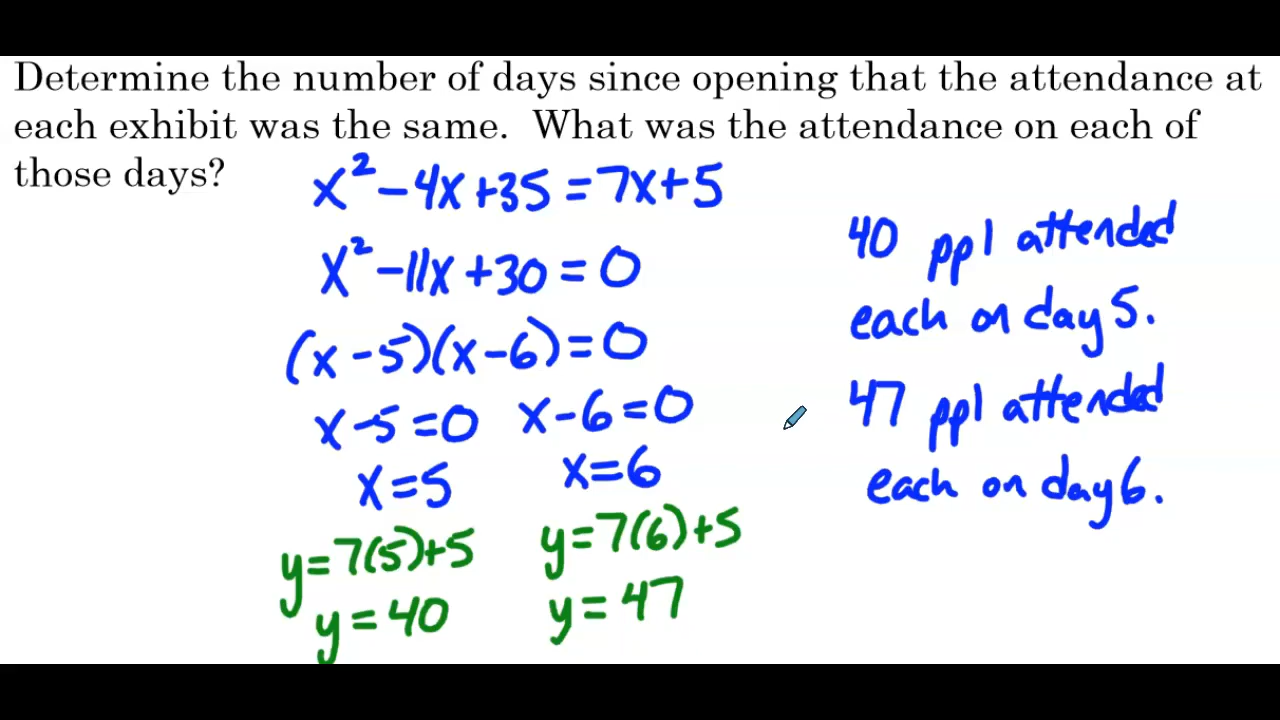 Determine the number of days since opening that the attendance at
each exhibit was the same. What was the attendance on each of
those days?
x² - 4x + 35 = 7x + 5
x² - 11x + 30 = 0
(x - 5)(x - 6) = 0
x - 5 = 0 x - 6 = 0
x = 5 x = 6
y = 7(5) + 5 y = 7(6) + 5
y = 40 y = 47
40 ppl attended
each on day 5.
47 ppl attended
each on day 6.